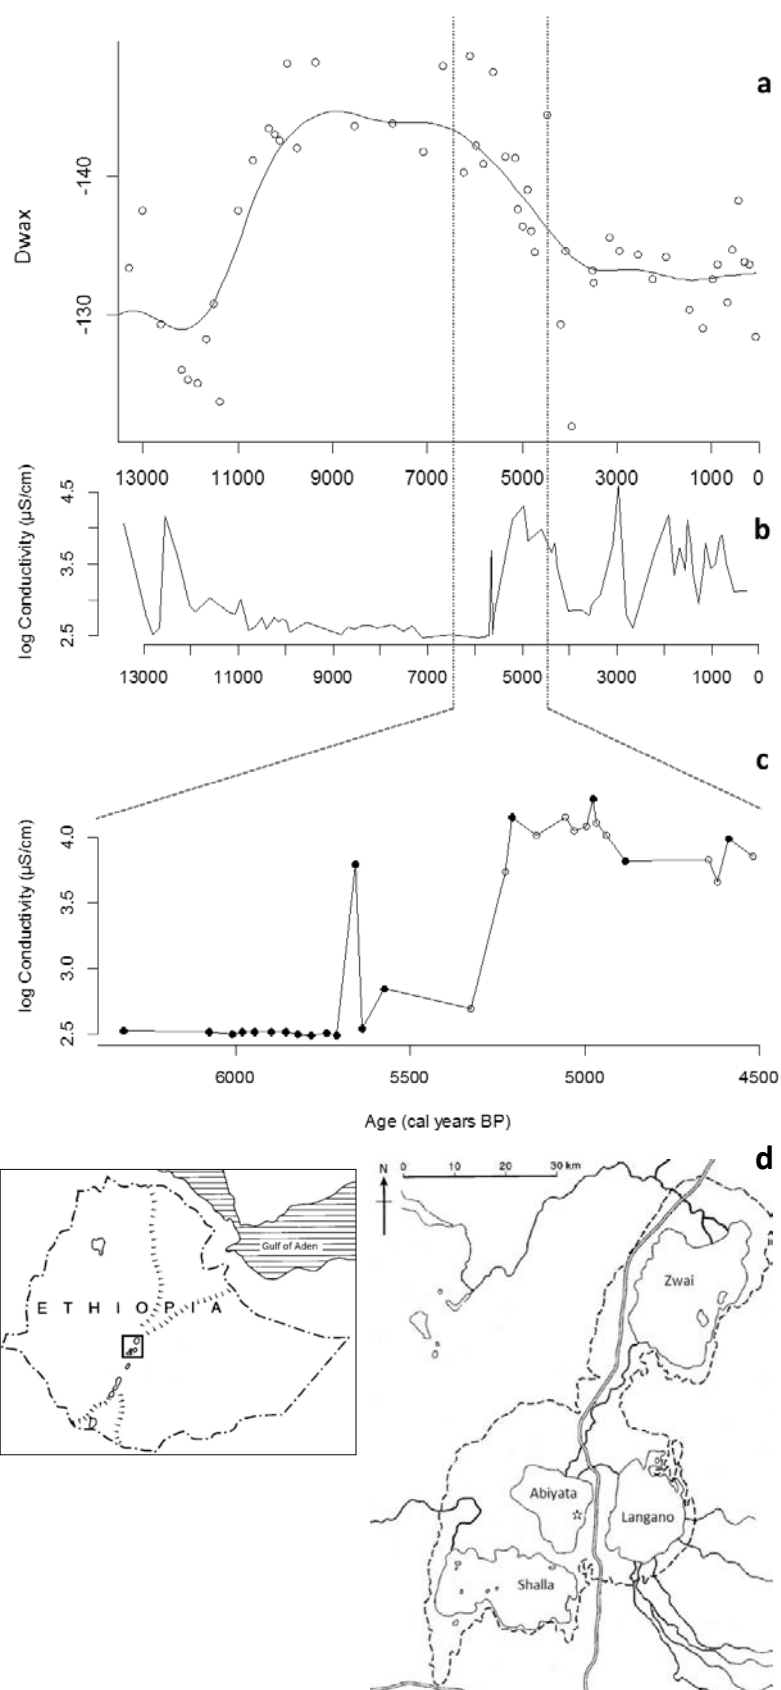 a
Dwax
-140
-130
13000 11000 9000 7000 5000 3000 1000 0
b
log Conductivity (µS/cm)
4.5
3.5
2.5
13000 11000 9000 7000 5000 3000 1000 0
c
log Conductivity (µS/cm)
4.0
3.5
3.0
2.5
6000 5500 5000 4500
Age (cal years BP)
d
N
0 10 20 30 km
Gulf of Aden
ETHIOPIA
Zwai
Abiyata
Langano
Shalla